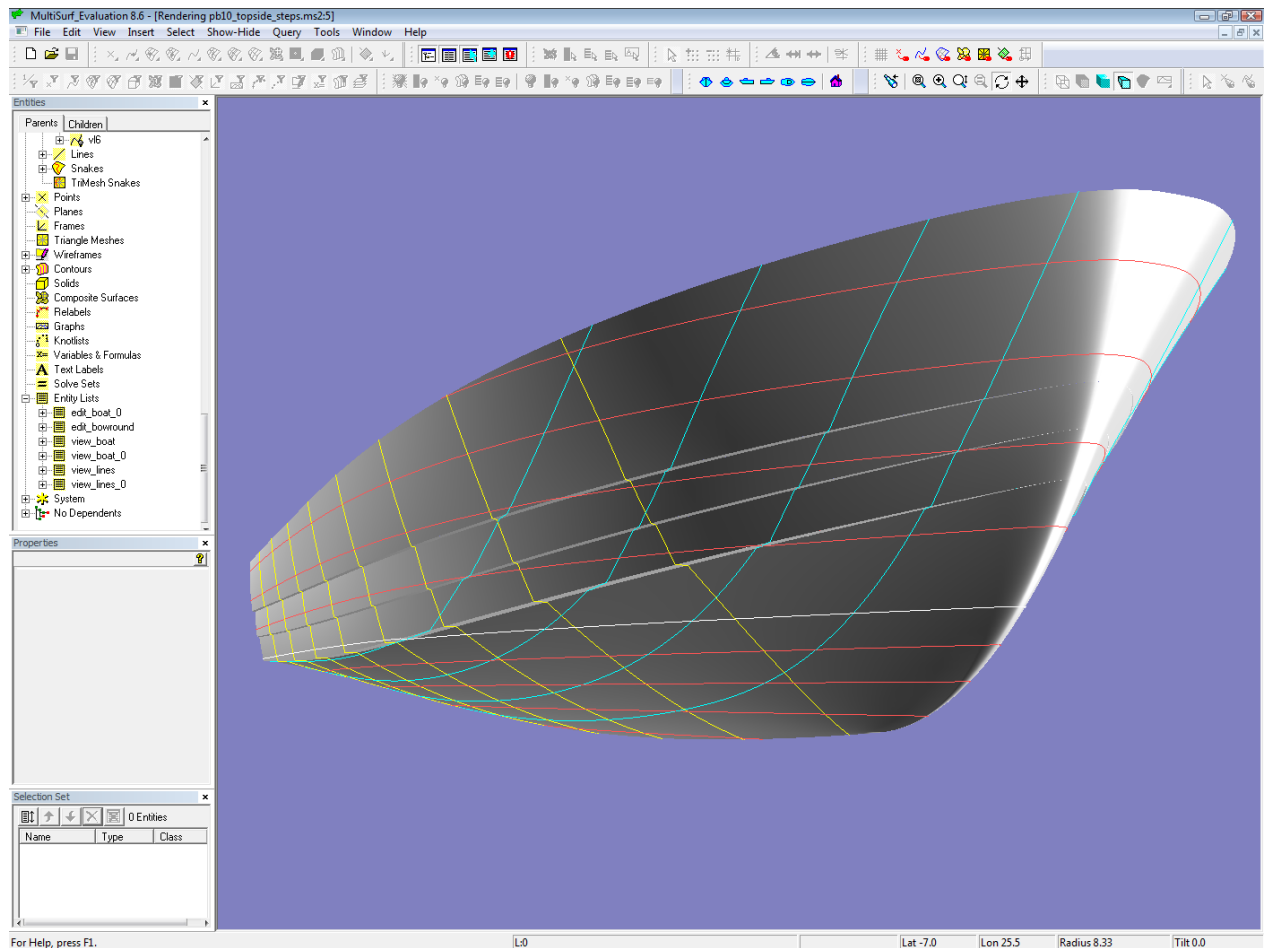 MultiSurf_Evaluation 8.6 - [Rendering pb10_topside_steps.ms2:5]
File Edit View Insert Select Show-Hide Query Tools Window Help
Entities
Parents Children
vl6
Lines
Snakes
TriMesh Snakes
Points
Planes
Frames
Triangle Meshes
Wireframes
Contours
Solids
Composite Surfaces
Relabels
Graphs
Knotlists
X= Variables & Formulas
A Text Labels
Solve Sets
Entity Lists
edit_boat_0
edit_bowround
view_boat
view_boat_0
view_lines
view_lines_0
System
No Dependents
Properties
Selection Set
0 Entities
Name Type Class
For Help, press F1. L:0 Lat -7.0 Lon 25.5 Radius 8.33 Tilt 0.0